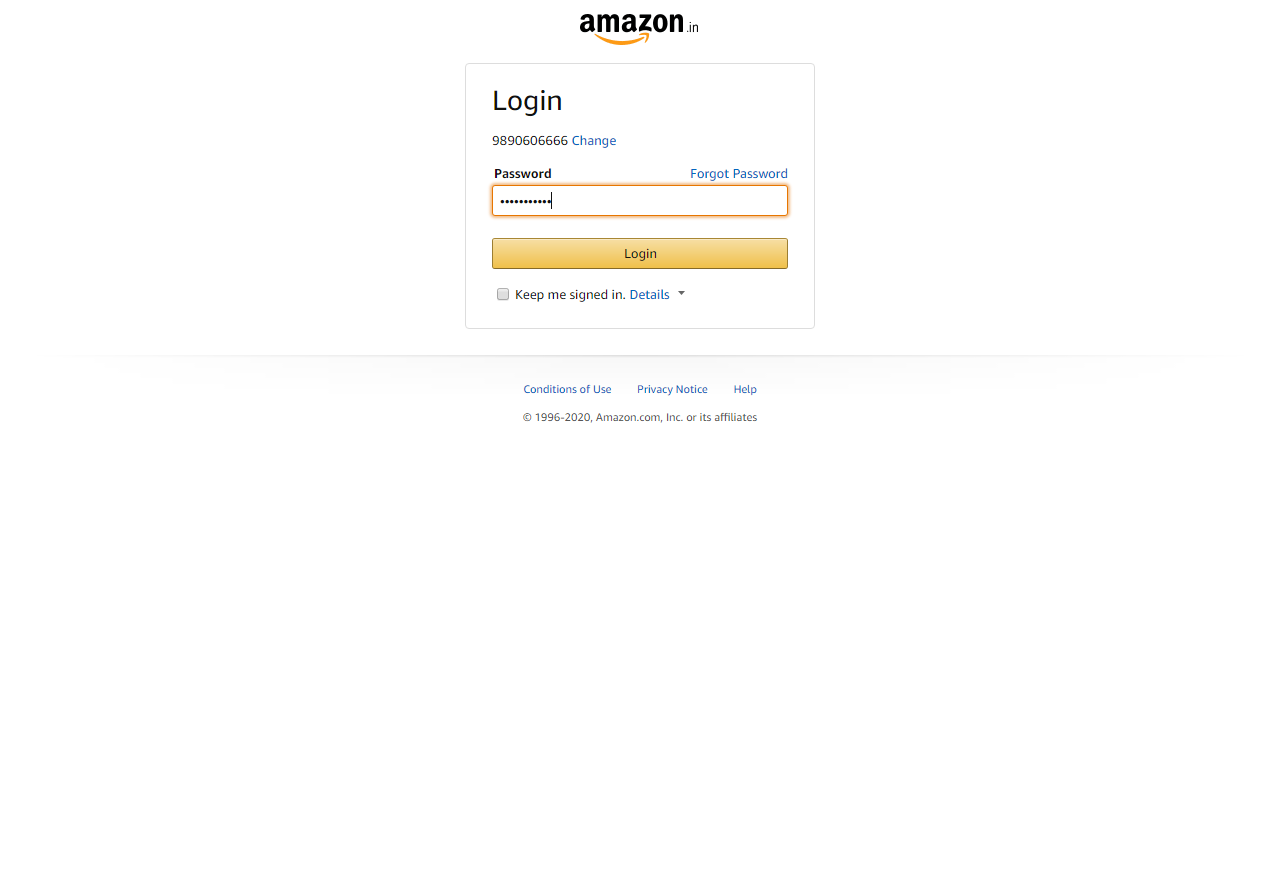 amazon.in
Login
9890606666 Change
Password Forgot Password
•••••••••••
Login
Keep me signed in. Details
Conditions of Use Privacy Notice Help
© 1996-2020, Amazon.com, Inc. or its affiliates